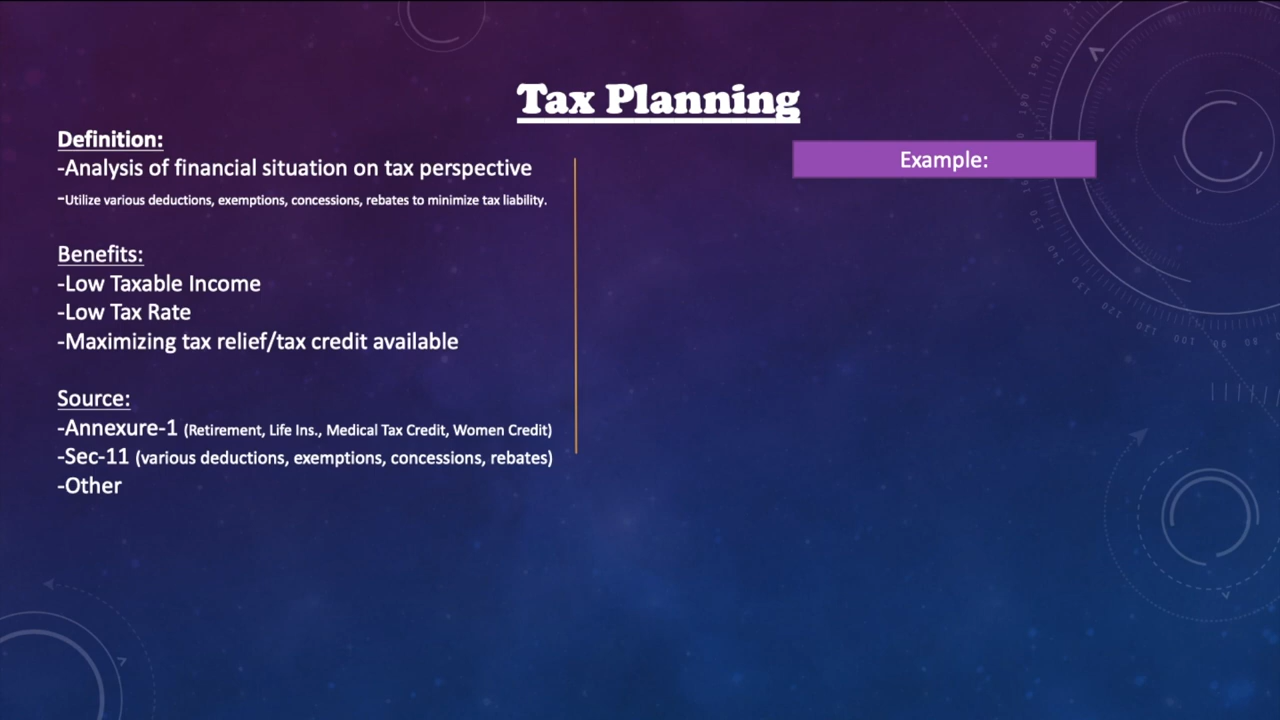 Tax Planning
Definition:
-Analysis of financial situation on tax perspective
-Utilize various deductions, exemptions, concessions, rebates to minimize tax liability.
Benefits:
-Low Taxable Income
-Low Tax Rate
-Maximizing tax relief/tax credit available
Source:
-Annexure-1 (Retirement, Life Ins., Medical Tax Credit, Women Credit)
-Sec-11 (various deductions, exemptions, concessions, rebates)
-Other
Example: